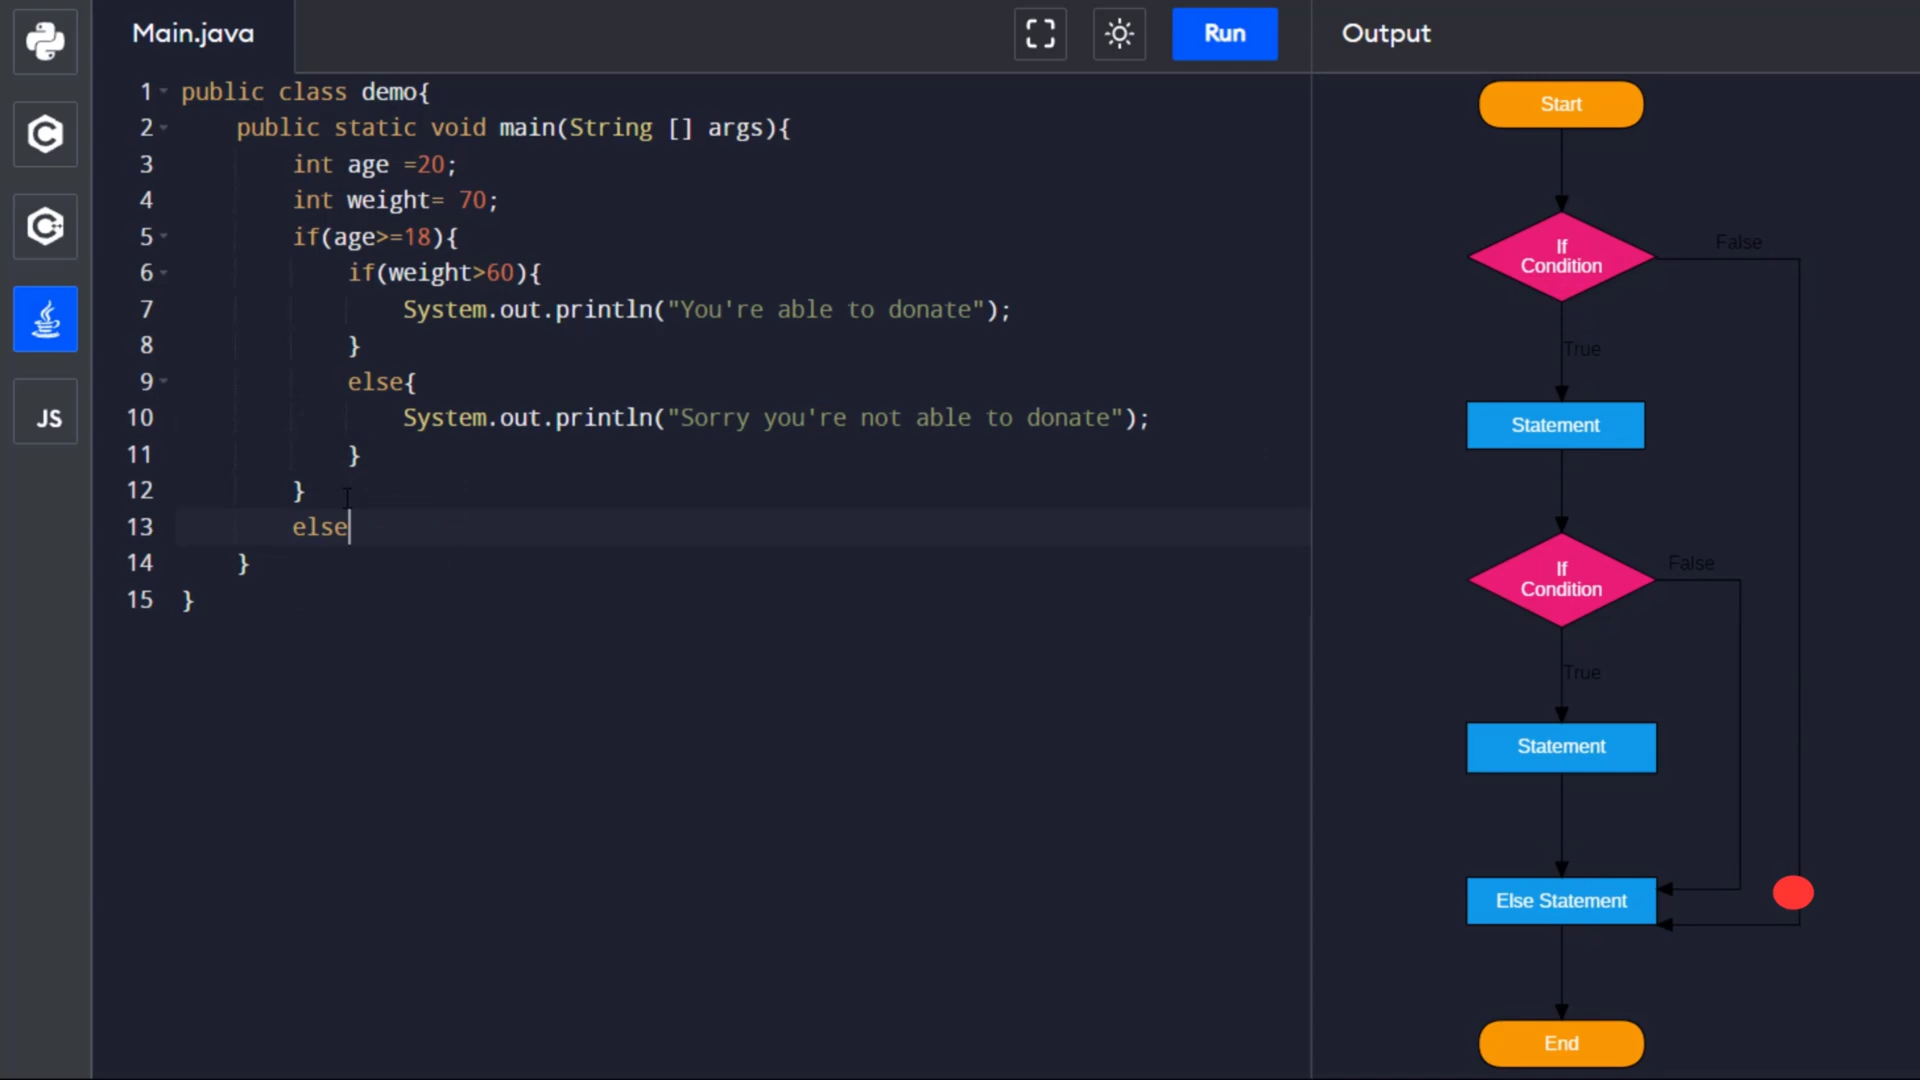 Main.java
Run
Output
1 public class demo{
2 public static void main(String [] args){
3 int age =20;
4 int weight= 70;
5 if(age>=18){
6 if(weight>60){
7 System.out.println("You're able to donate");
8 }
9 else{
10 System.out.println("Sorry you're not able to donate");
11 }
12 }
13 else
14 }
15 }
JS
Start
If
Condition
False
True
Statement
If
Condition
False
True
Statement
Else Statement
End